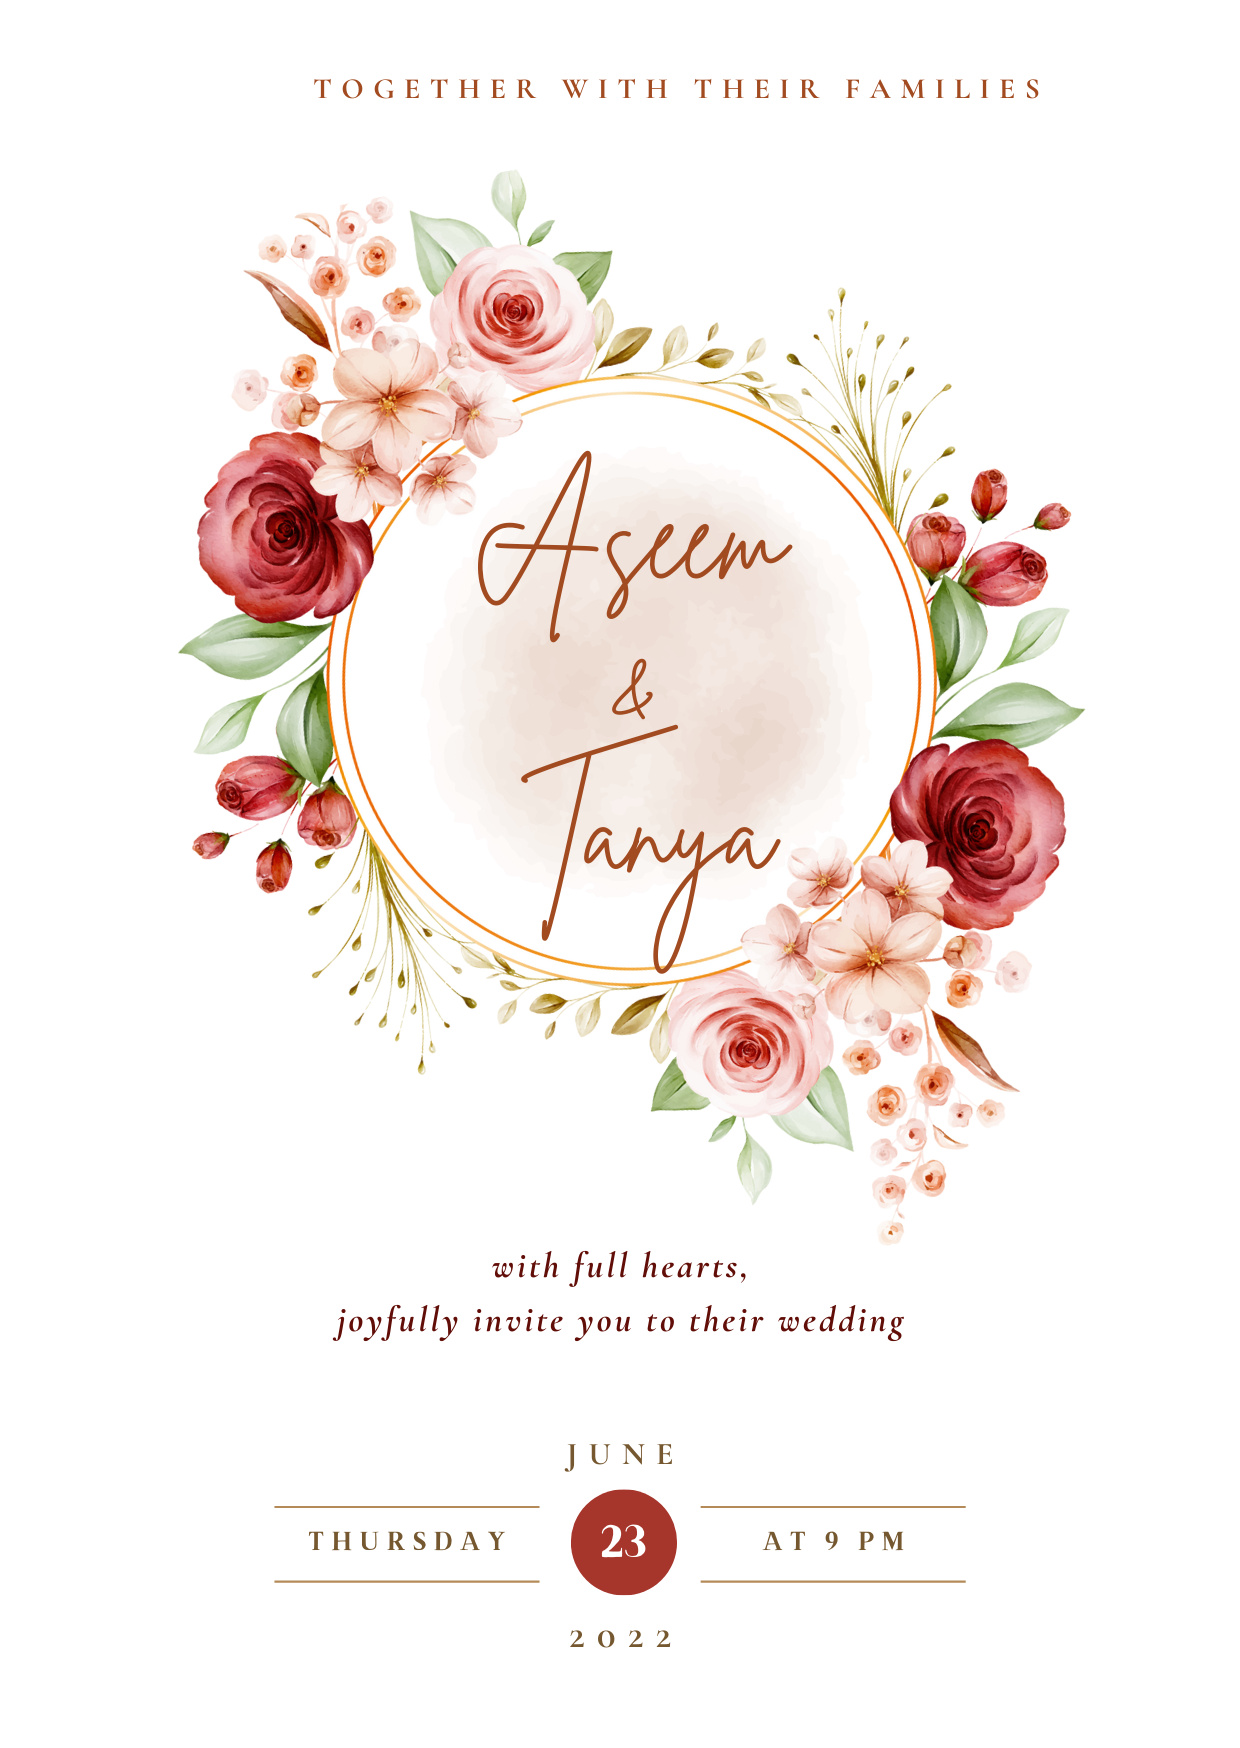 TOGETHER WITH THEIR FAMILIES
Aseem
&
Tanya
with full hearts,
joyfully invite you to their wedding
JUNE
THURSDAY 23 AT 9 PM
2022